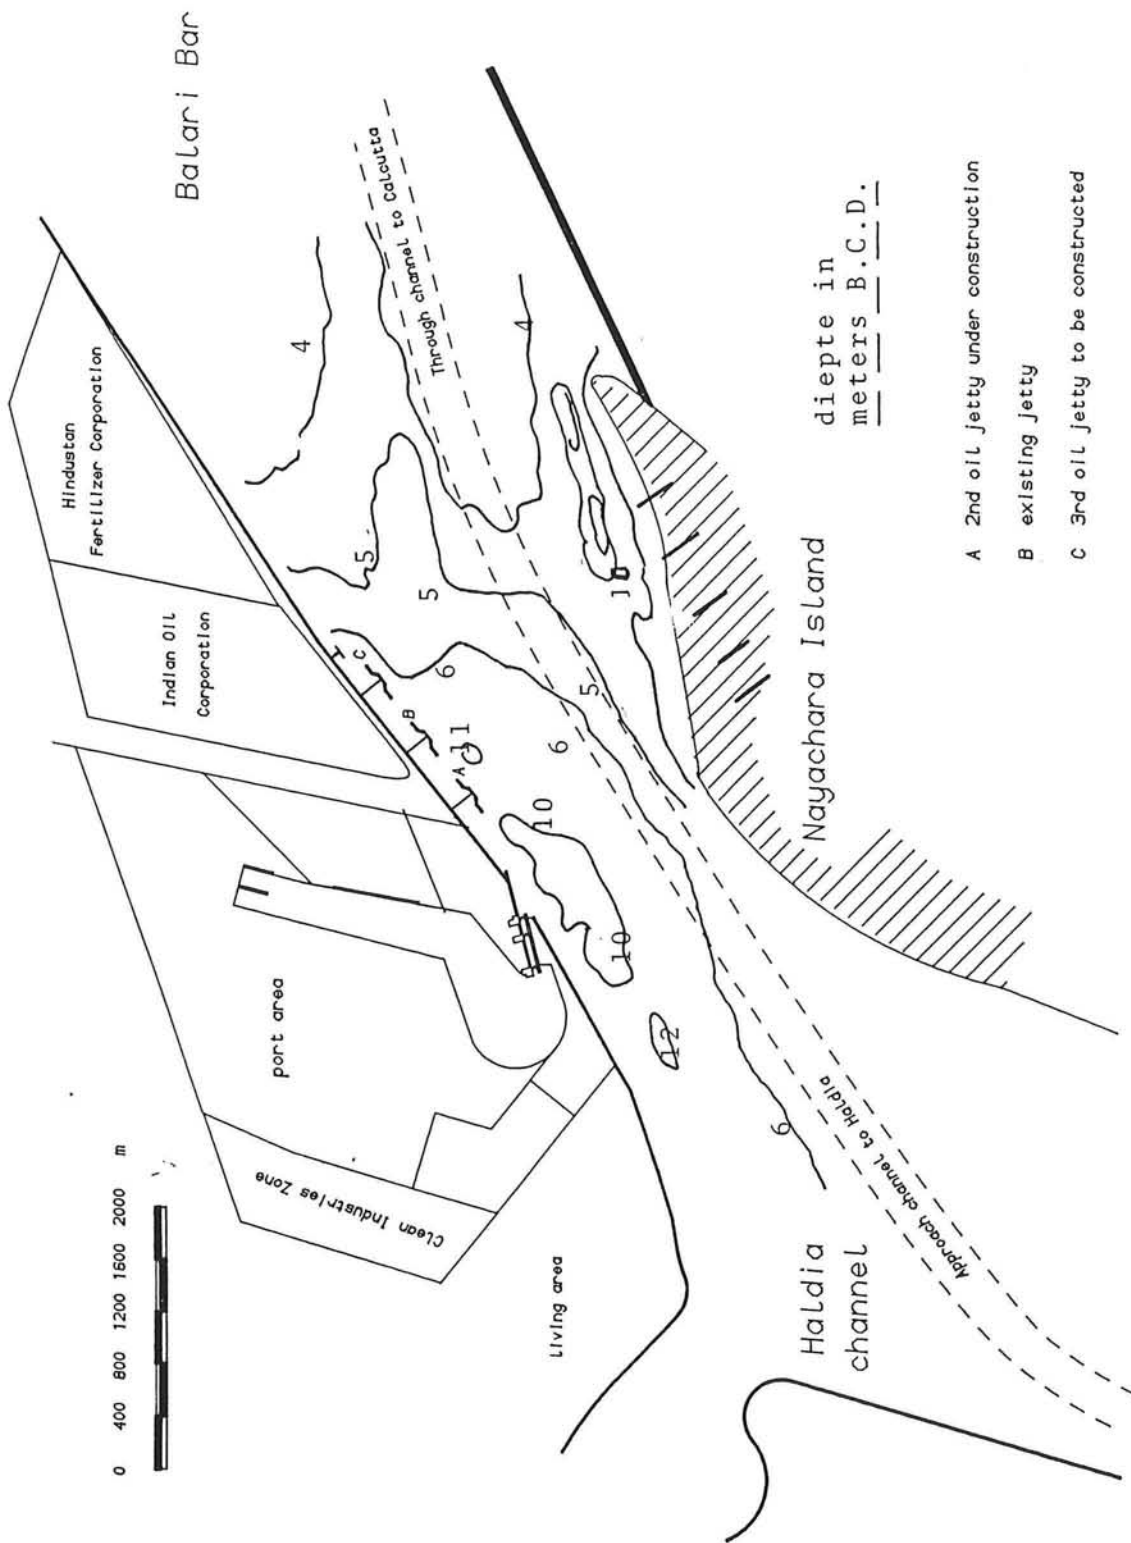 Balari Bar
Hindustan
Fertilizer Corporation
Indian Oil
Corporation
port area
Clean Industries Zone
living area
Haldia
channel
Approach channel to Haldia
Through channel to Calcutta
Nayachara Island
4
4
5
5
5
6
6
6
10
10
10
11
12
A
B
C
0 400 800 1200 1600 2000 m
diepte in
meters B.C.D.
A 2nd oil jetty under construction
B existing jetty
C 3rd oil jetty to be constructed